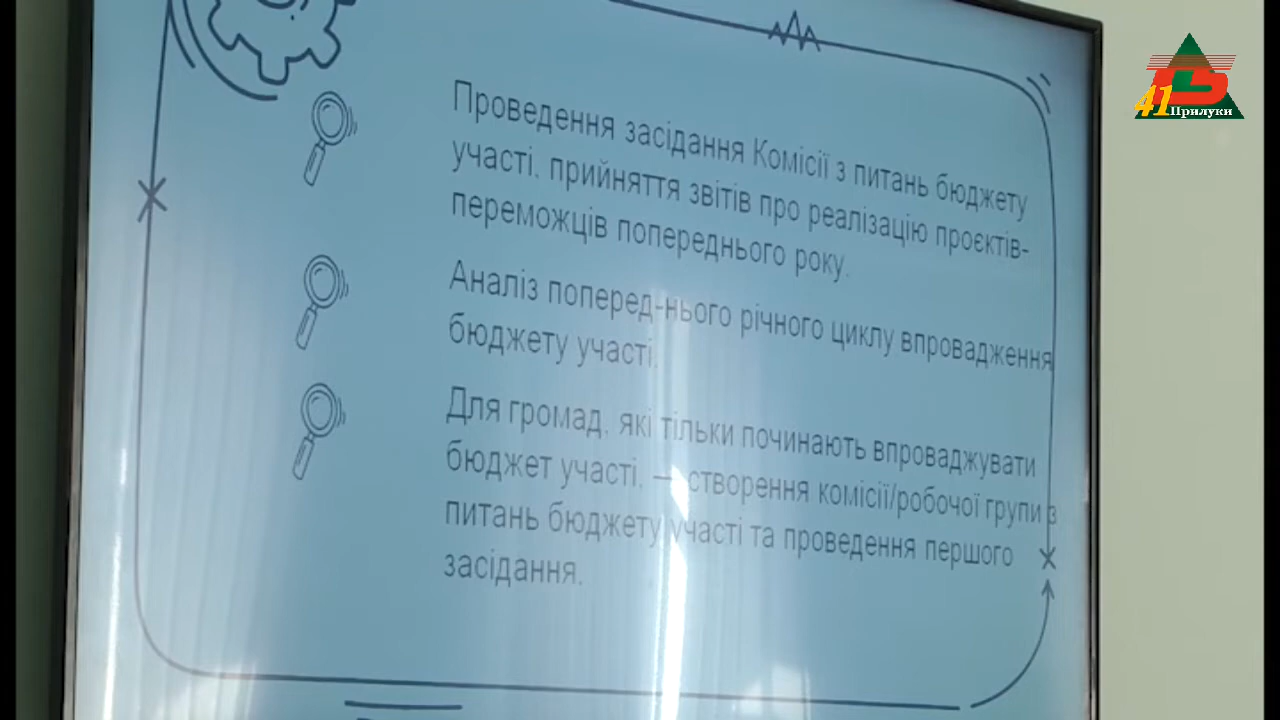 Проведення засідання Комісії з питань бюджету
участі. прийняття звітів про реалізацію проєктів-
переможців попереднього року.
Аналіз поперед-нього річного циклу впровадження
бюджету участі.
Для громад. які тільки починають впроваджувати
бюджет участі. — створення комісії/робочої групи з
питань бюджету участі та проведення першого
засідання.
ТБ
41
Прилуки